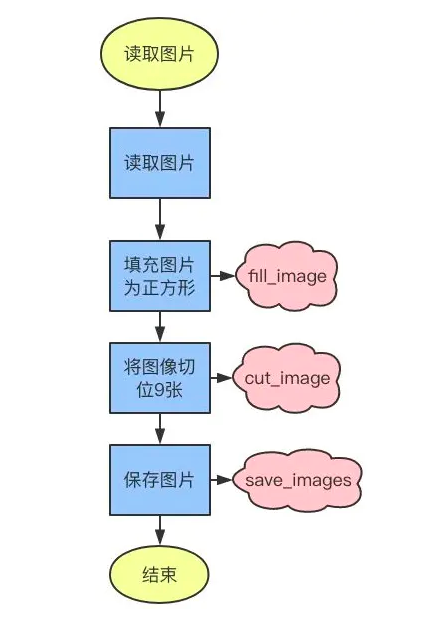 读取图片
读取图片
填充图片
为正方形
fill_image
将图像切
位9张
cut_image
保存图片
save_images
结束